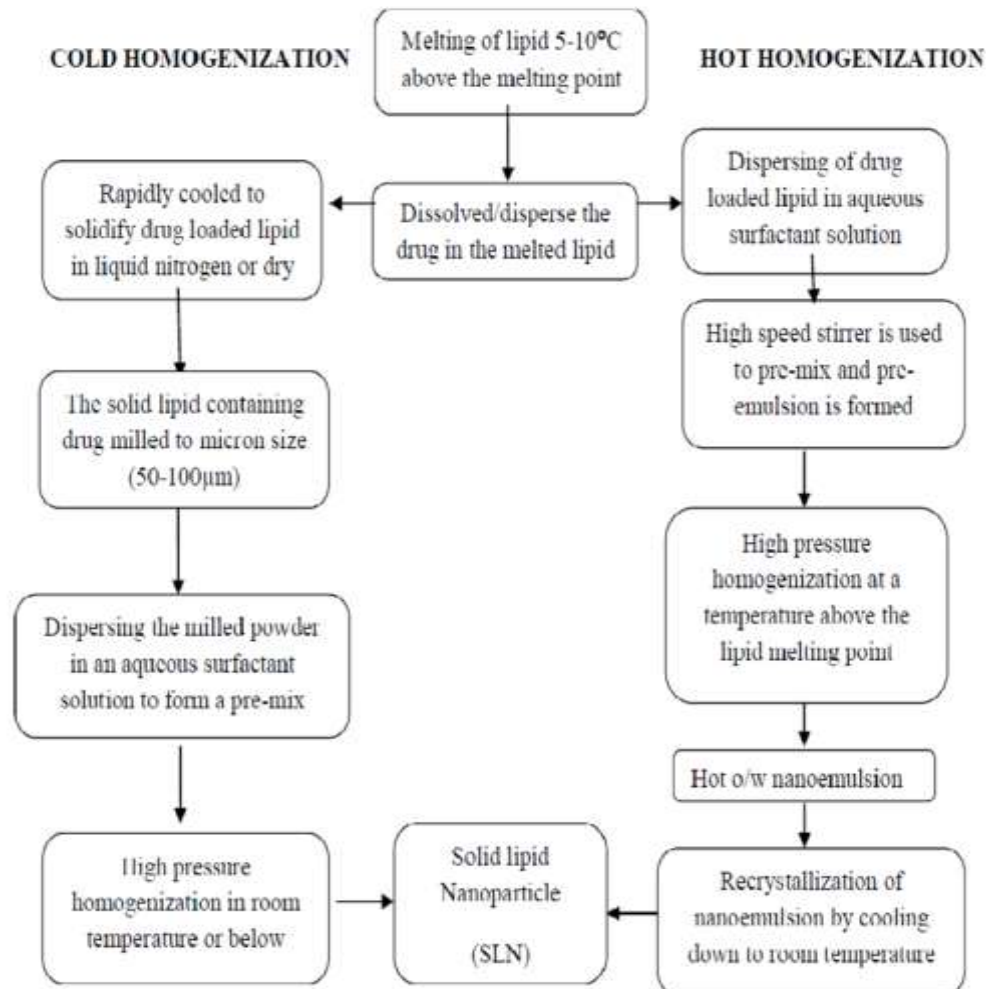 COLD HOMOGENIZATION
Melting of lipid 5-10°C
above the melting point
HOT HOMOGENIZATION
Dissolved/disperse the
drug in the melted lipid
Rapidly cooled to
solidify drug loaded lipid
in liquid nitrogen or dry
The solid lipid containing
drug milled to micron size
(50-100µm)
Dispersing the milled powder
in an aqueous surfactant
solution to form a pre-mix
High pressure
homogenization in room
temperature or below
Dispersing of drug
loaded lipid in aqueous
surfactant solution
High speed stirrer is used
to pre-mix and pre-
emulsion is formed
High pressure
homogenization at a
temperature above the
lipid melting point
Hot o/w nanoemulsion
Recrystallization of
nanoemulsion by cooling
down to room temperature
Solid lipid
Nanoparticle
(SLN)